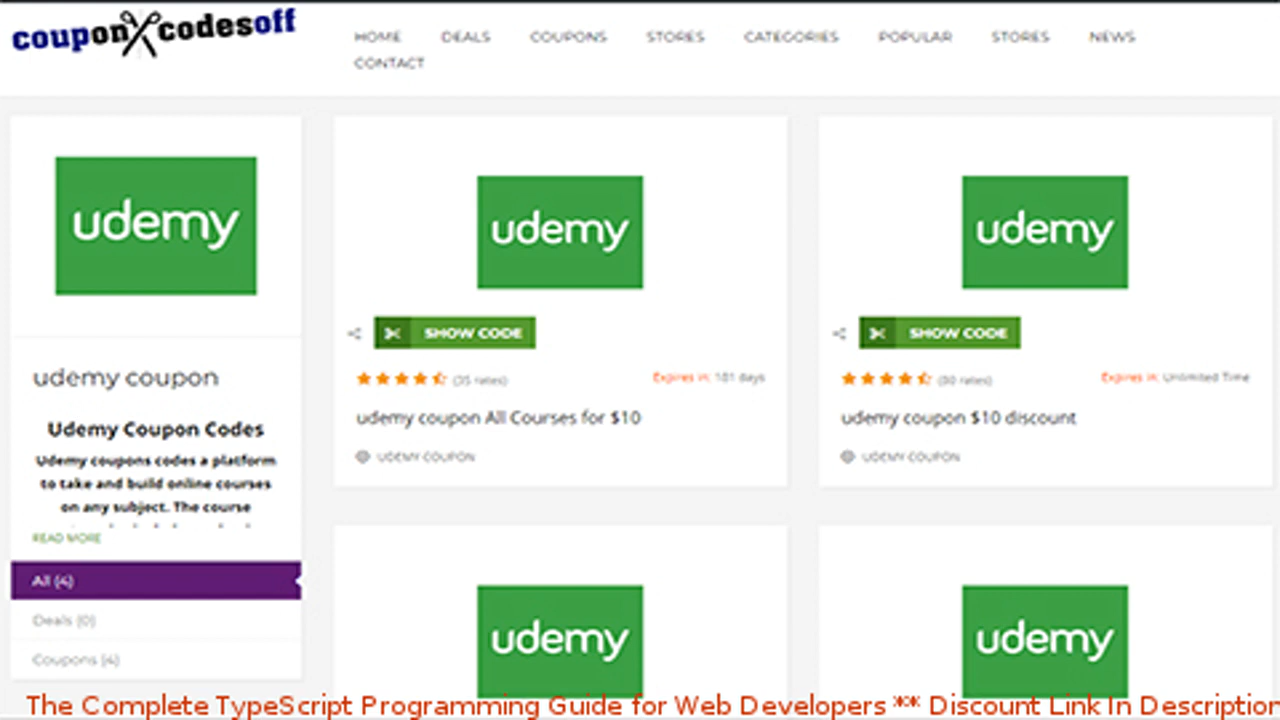 couponcodesoff
HOME DEALS COUPONS STORES CATEGORIES POPULAR STORES NEWS
CONTACT
udemy
udemy coupon
Udemy Coupon Codes
Udemy coupons codes a platform
to take and build online courses
on any subject. The course
READ MORE
All (4)
Deals (0)
Coupons (4)
udemy
SHOW CODE
(35 rates) Expires in: 181 days
udemy coupon All Courses for $10
UDEMY COUPON
udemy
SHOW CODE
(80 rates) Expires in: Unlimited Time
udemy coupon $10 discount
UDEMY COUPON
udemy
udemy
The Complete TypeScript Programming Guide for Web Developers ** Discount Link In Description